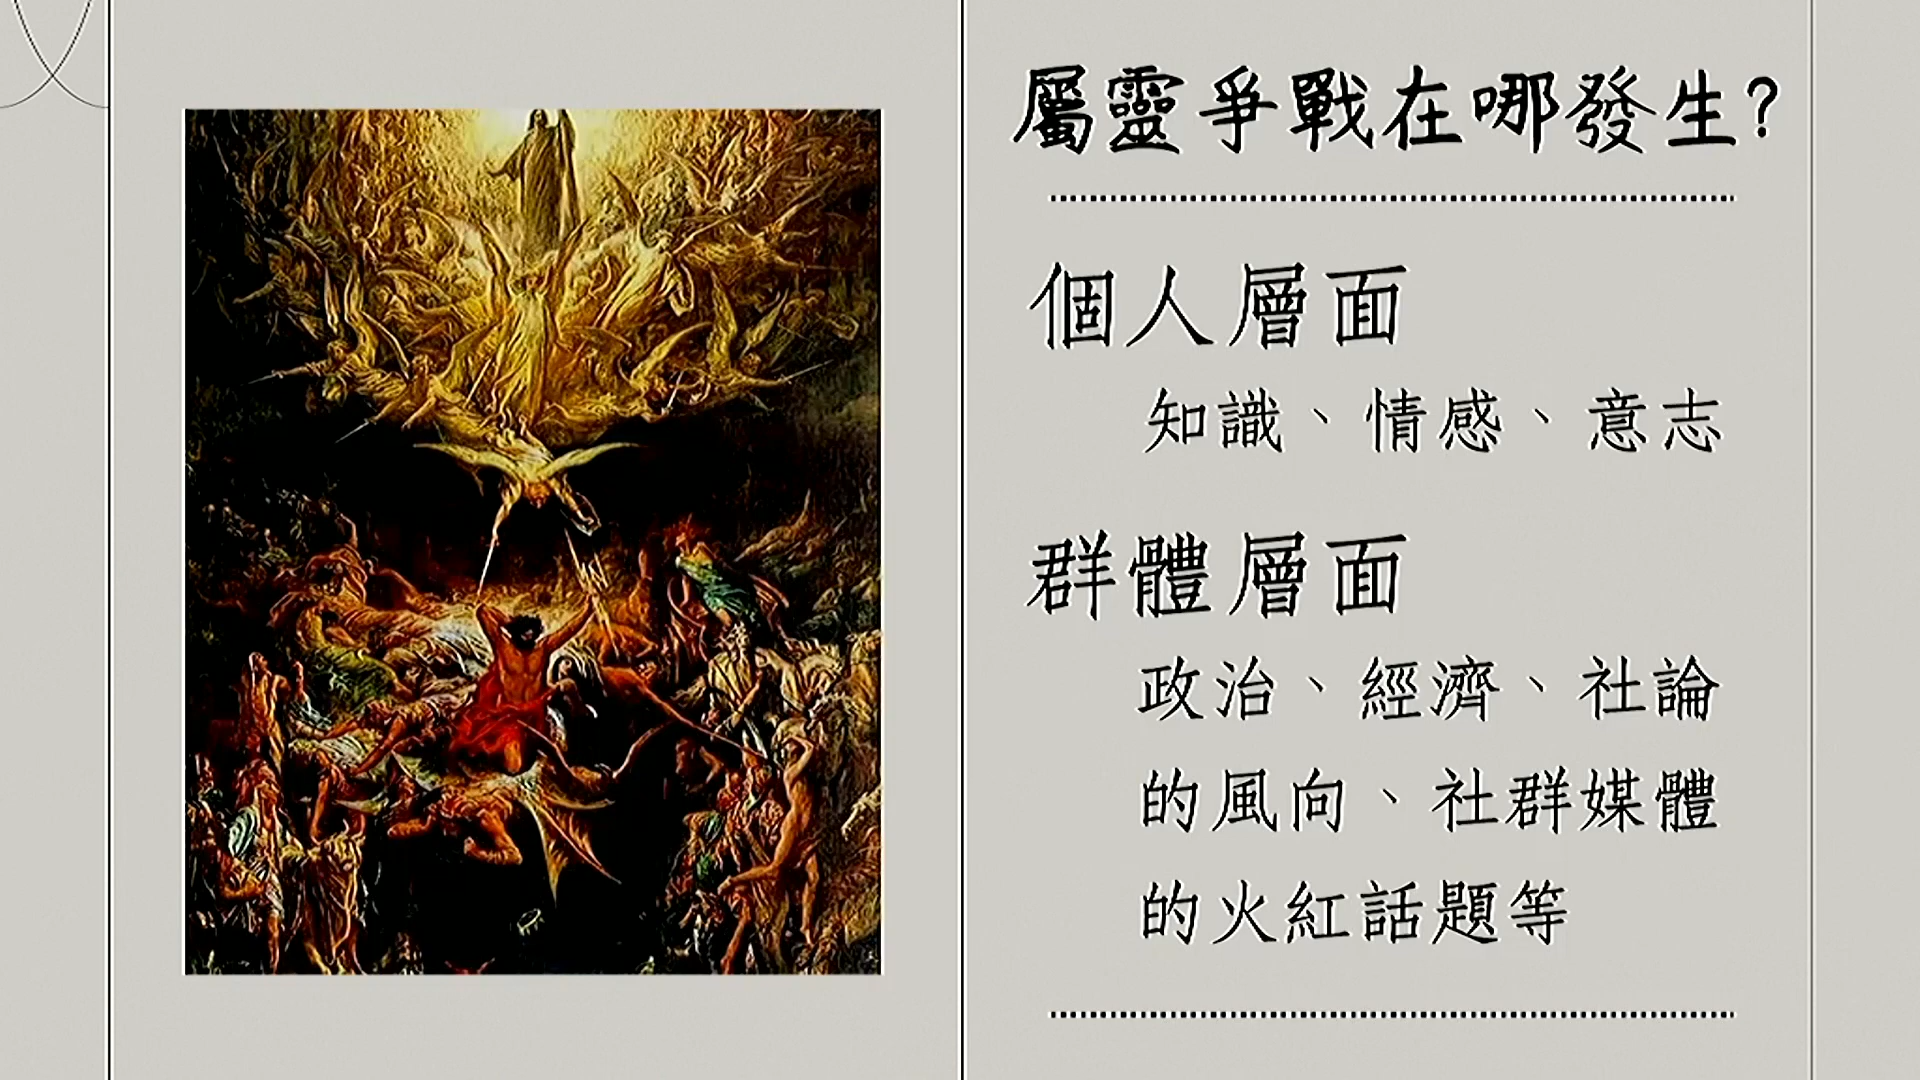 屬靈爭戰在哪發生?
個人層面
知識、情感、意志
群體層面
政治、經濟、社論
的風向、社群媒體
的火紅話題等